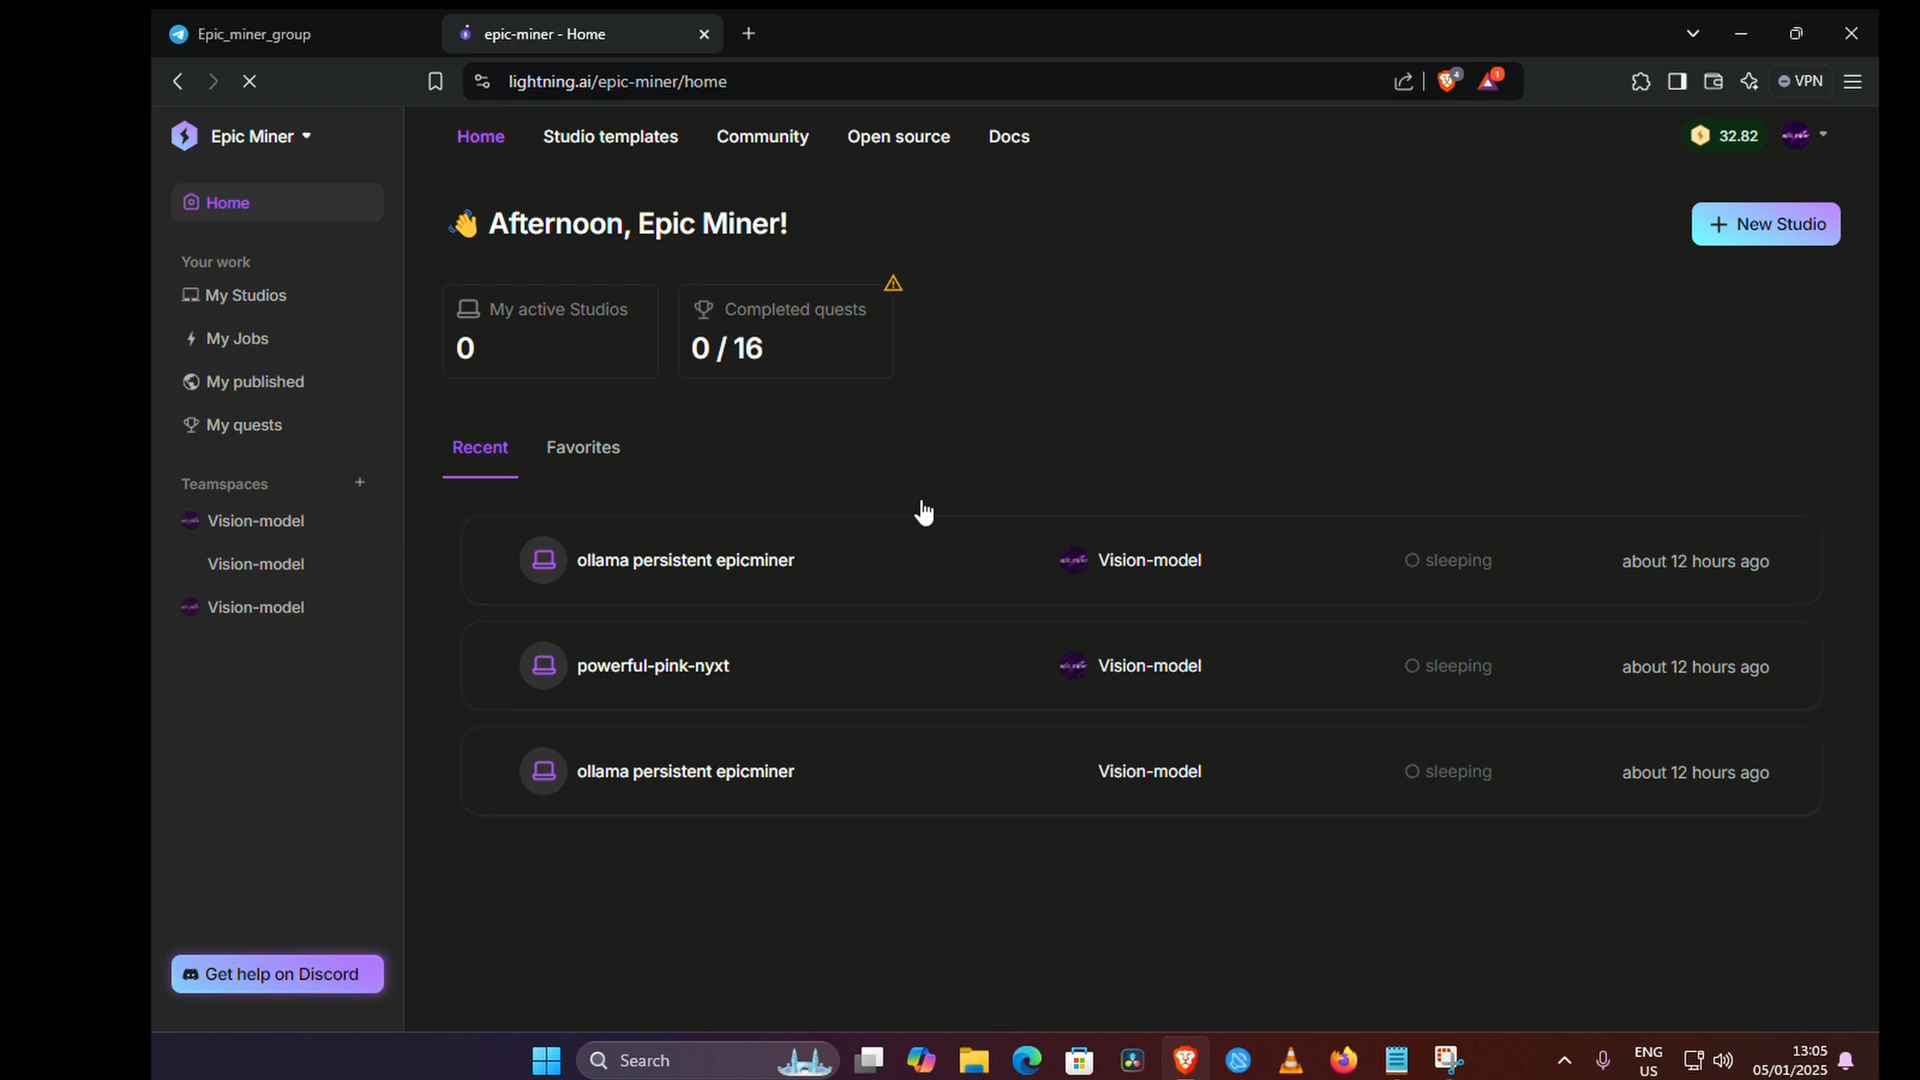 Epic_miner_group
epic-miner - Home
lightning.ai/epic-miner/home
4
1
VPN
Epic Miner
Home
Studio templates
Community
Open source
Docs
32.82
Home
👋 Afternoon, Epic Miner!
+ New Studio
Your work
My Studios
My Jobs
My published
My quests
My active Studios
0
Completed quests
0 / 16
Recent
Favorites
Teamspaces +
Vision-model
Vision-model
Vision-model
ollama persistent epicminer Vision-model sleeping about 12 hours ago
powerful-pink-nyxt Vision-model sleeping about 12 hours ago
ollama persistent epicminer Vision-model sleeping about 12 hours ago
Get help on Discord
Search
ENG
US
13:05
05/01/2025